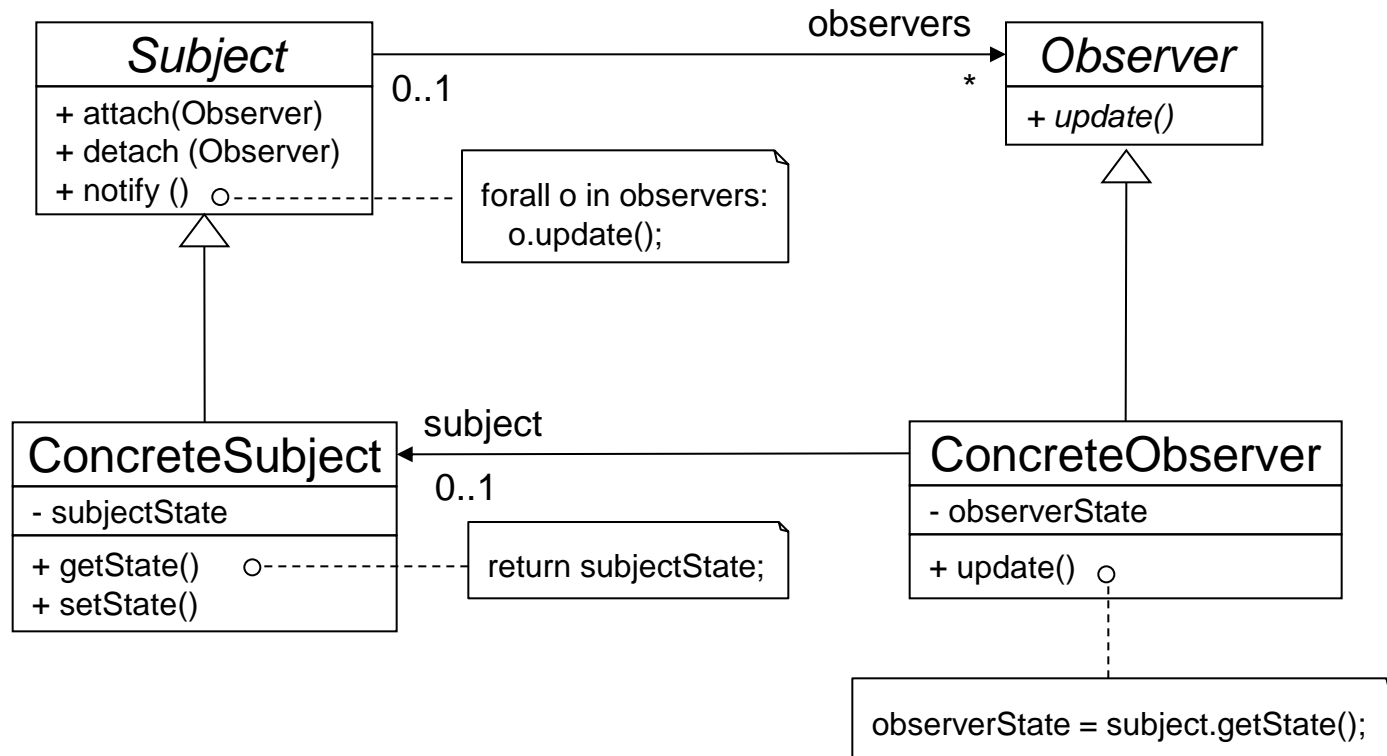 Subject
+ attach(Observer)
+ detach (Observer)
+ notify ()
observers
0..1
*
Observer
+ update()
forall o in observers:
o.update();
ConcreteSubject
- subjectState
+ getState()
+ setState()
subject
0..1
return subjectState;
ConcreteObserver
- observerState
+ update()
observerState = subject.getState();